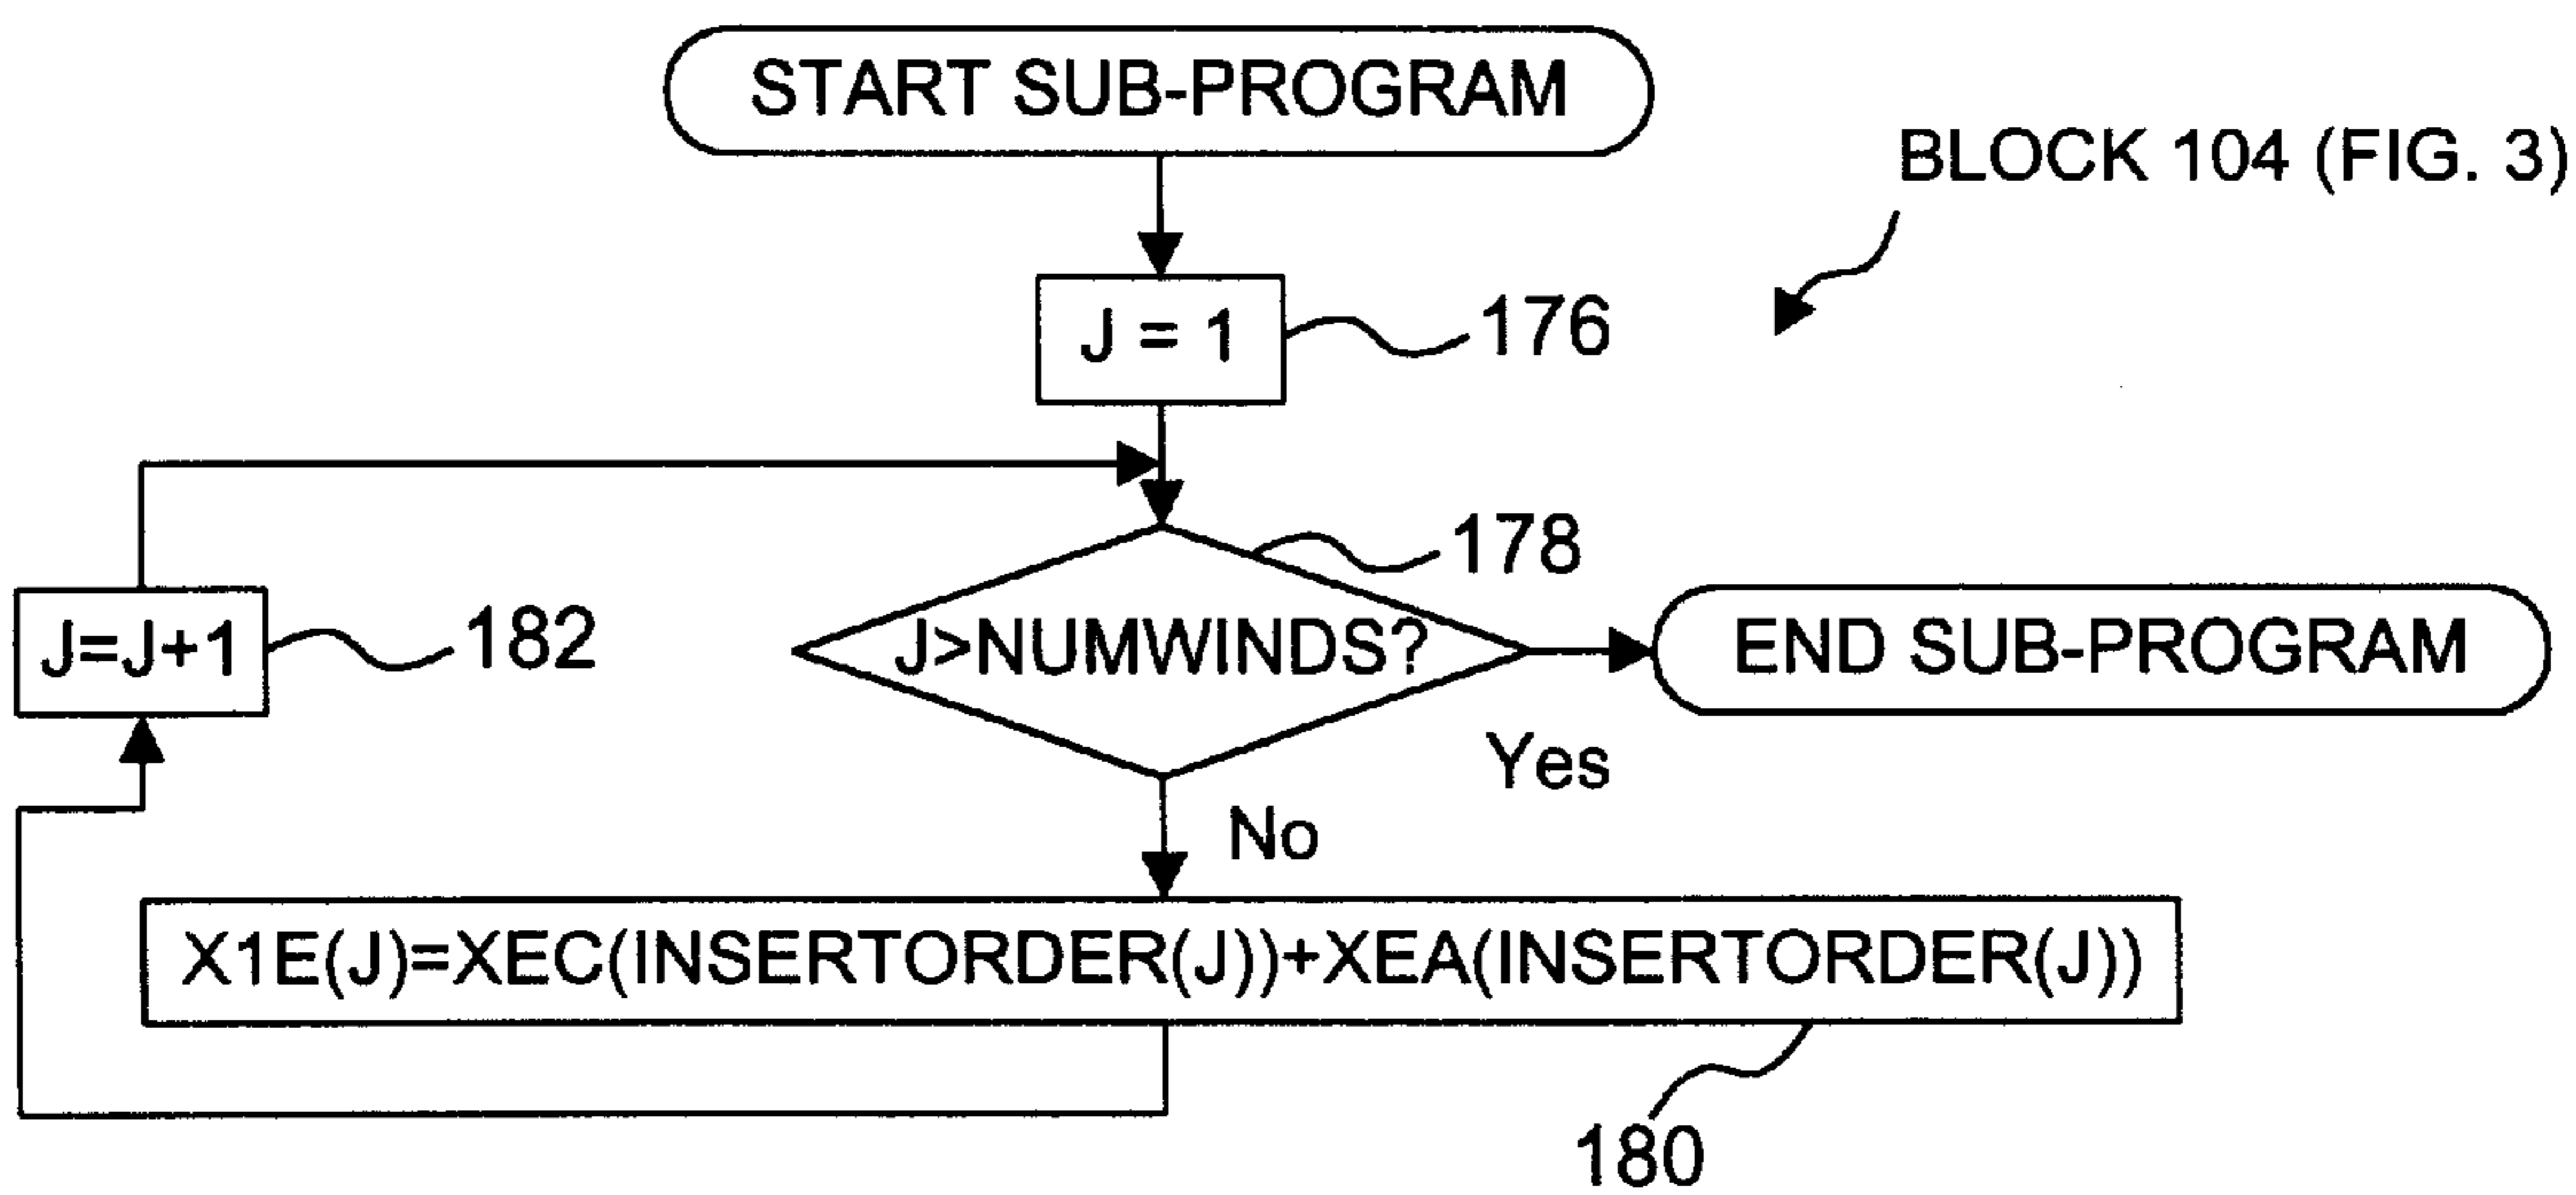 START SUB-PROGRAM
BLOCK 104 (FIG. 3)
J = 1
176
178
J=J+1
182
J>NUMWINDS?
END SUB-PROGRAM
Yes
No
X1E(J)=XEC(INSERTORDER(J))+XEA(INSERTORDER(J))
180